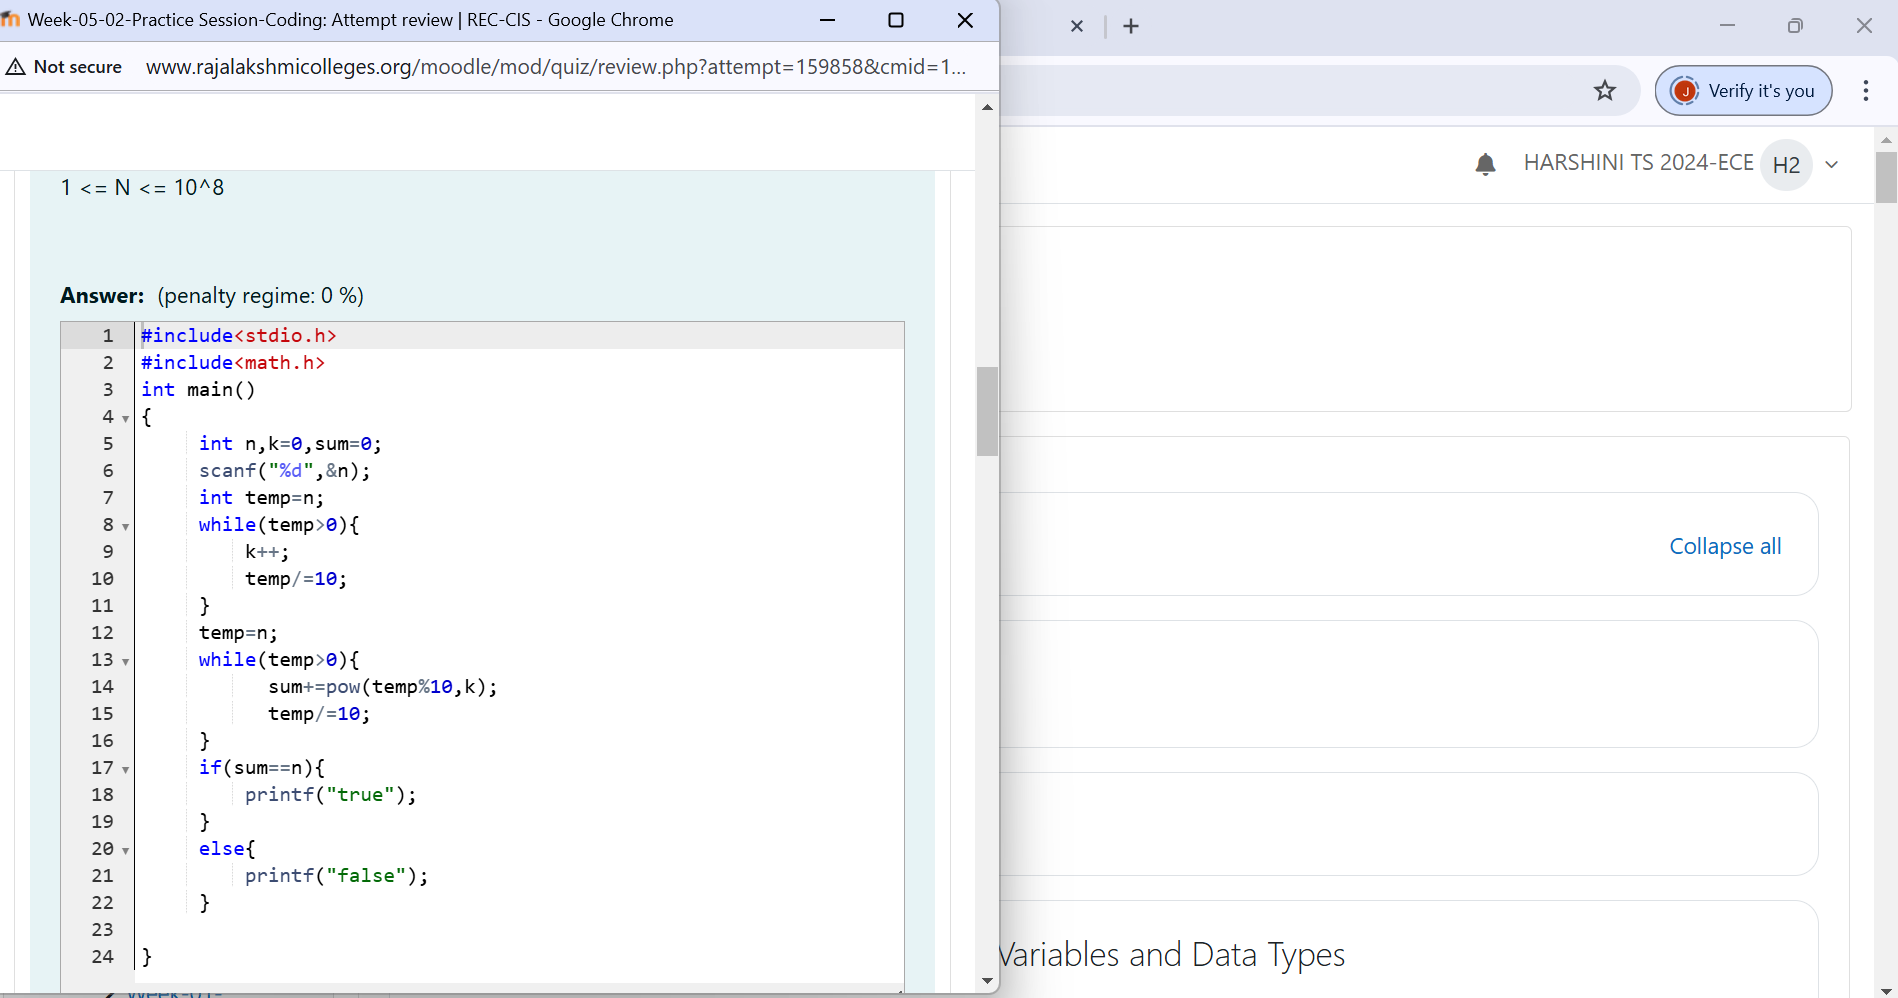 Week-05-02-Practice Session-Coding: Attempt review | REC-CIS - Google Chrome
Not secure www.rajalakshmicolleges.org/moodle/mod/quiz/review.php?attempt=159858&cmid=1...
Verify it's you
J
HARSHINI TS 2024-ECE H2
1 <= N <= 10^8
Answer: (penalty regime: 0 %)
1 #include<stdio.h>
2 #include<math.h>
3 int main()
4 {
5 int n,k=0,sum=0;
6 scanf("%d",&n);
7 int temp=n;
8 while(temp>0){
9 k++;
10 temp/=10;
11 }
12 temp=n;
13 while(temp>0){
14 sum+=pow(temp%10,k);
15 temp/=10;
16 }
17 if(sum==n){
18 printf("true");
19 }
20 else{
21 printf("false");
22 }
23
24 }
Collapse all
Variables and Data Types